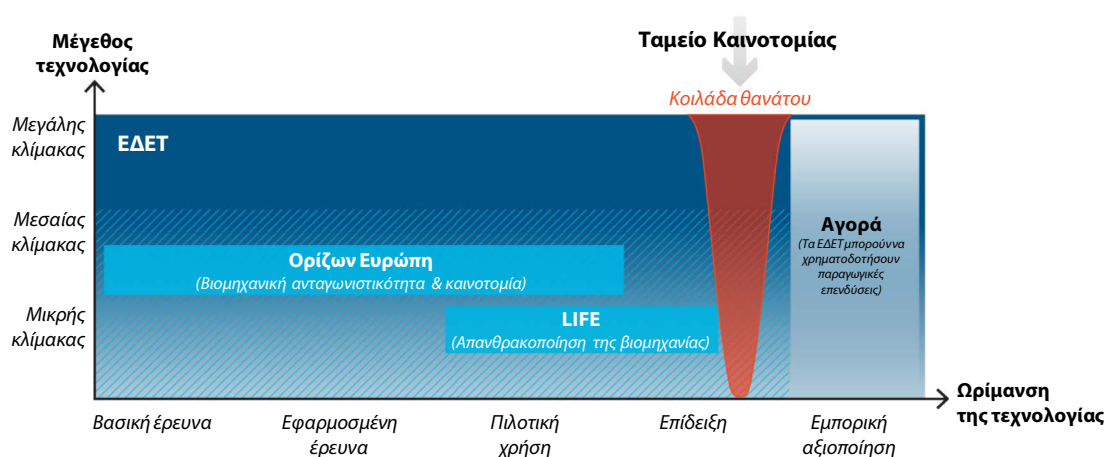 Μέγεθος
τεχνολογίας
Ταμείο Καινοτομίας
Κοιλάδα θανάτου
Μεγάλης
κλίμακας
ΕΔΕΤ
Μεσαίας
κλίμακας
Αγορά
(Τα ΕΔΕΤ μπορούν να
χρηματοδοτήσουν
παραγωγικές
επενδύσεις)
Ορίζων Ευρώπη
(Βιομηχανική ανταγωνιστικότητα & καινοτομία)
Μικρής
κλίμακας
LIFE
(Απανθρακοποίηση της βιομηχανίας)
Ωρίμανση
της τεχνολογίας
Βασική έρευνα
Εφαρμοσμένη
έρευνα
Πιλοτική
χρήση
Επίδειξη
Εμπορική
αξιοποίηση